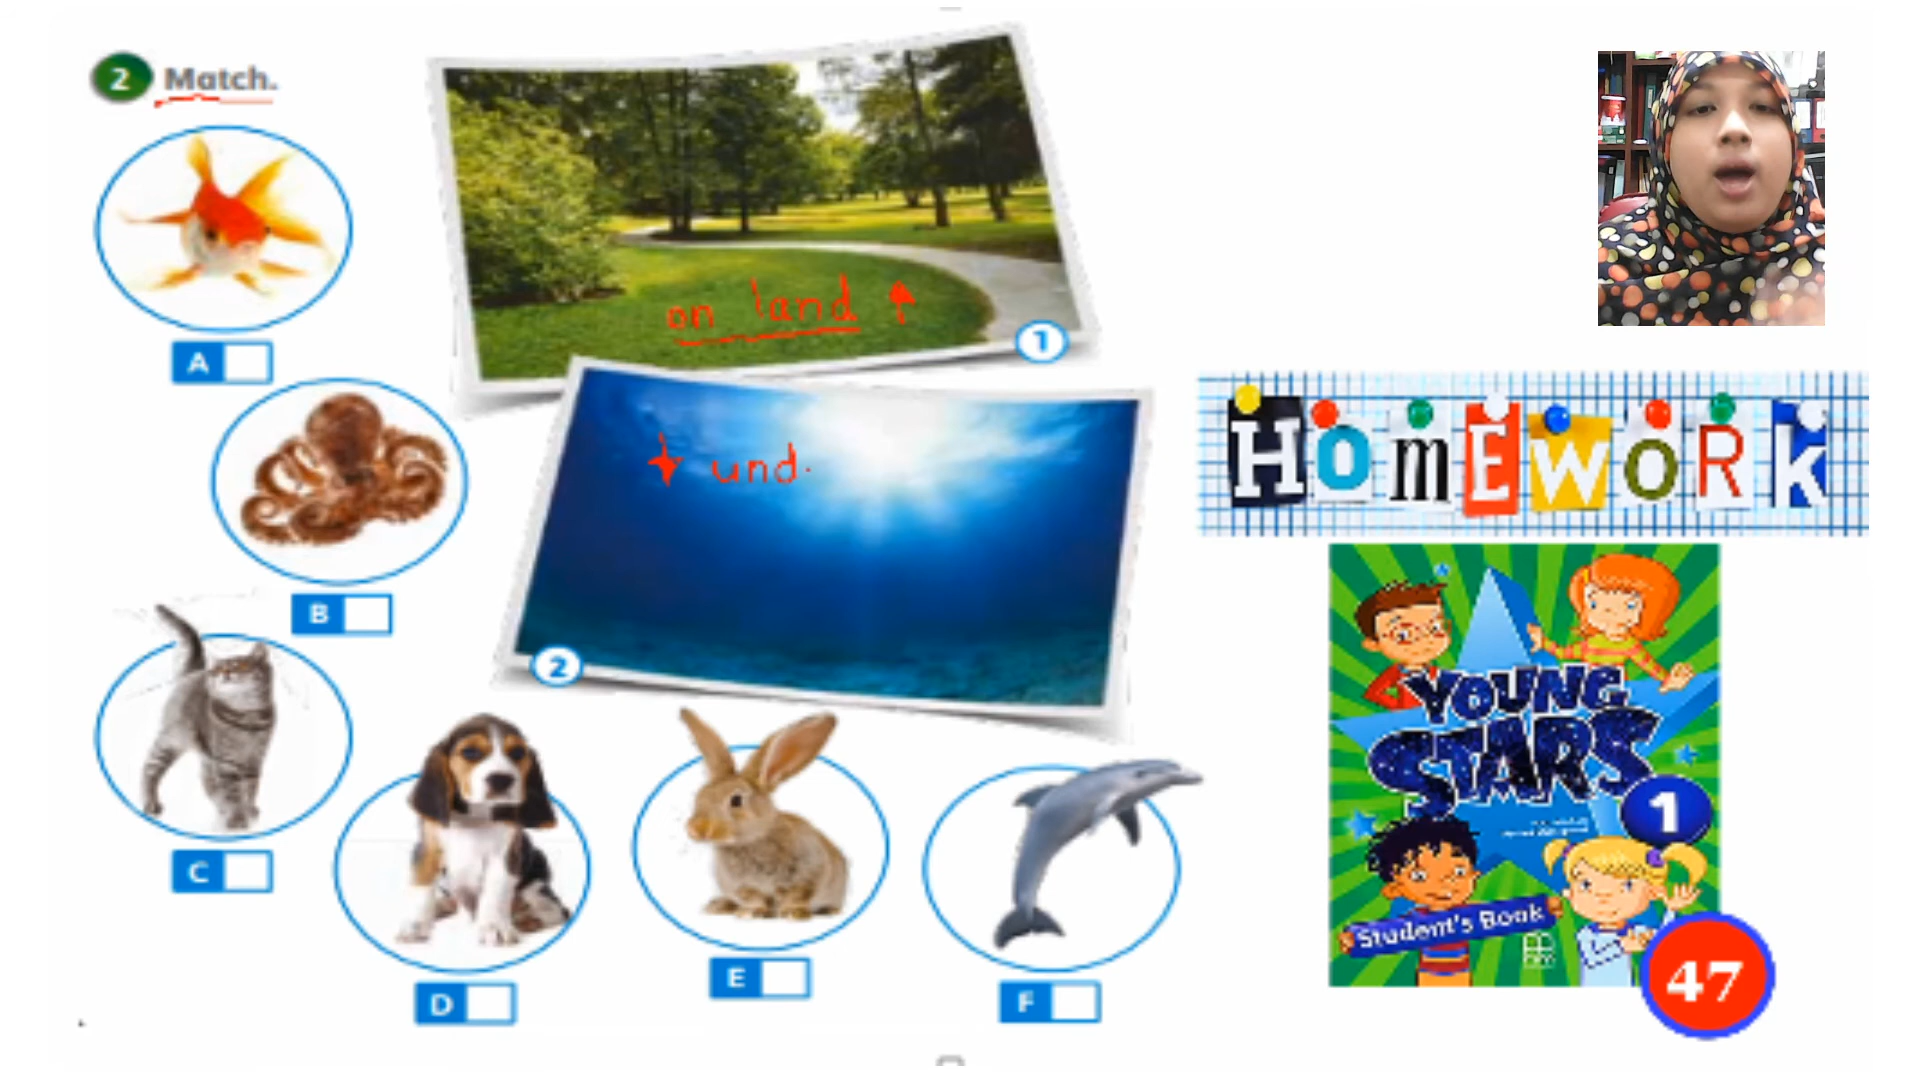 2 Match.
on land
1
und.
2
A
B
C
D
E
F
HOMEWORK
YOUNG
STARS
1
Student's Book
47